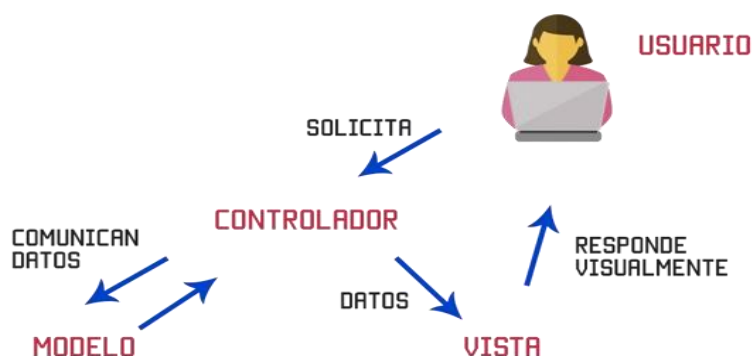 USUARIO
SOLICITA
CONTROLADOR
COMUNICAN
DATOS
RESPONDE
VISUALMENTE
DATOS
MODELO
VISTA